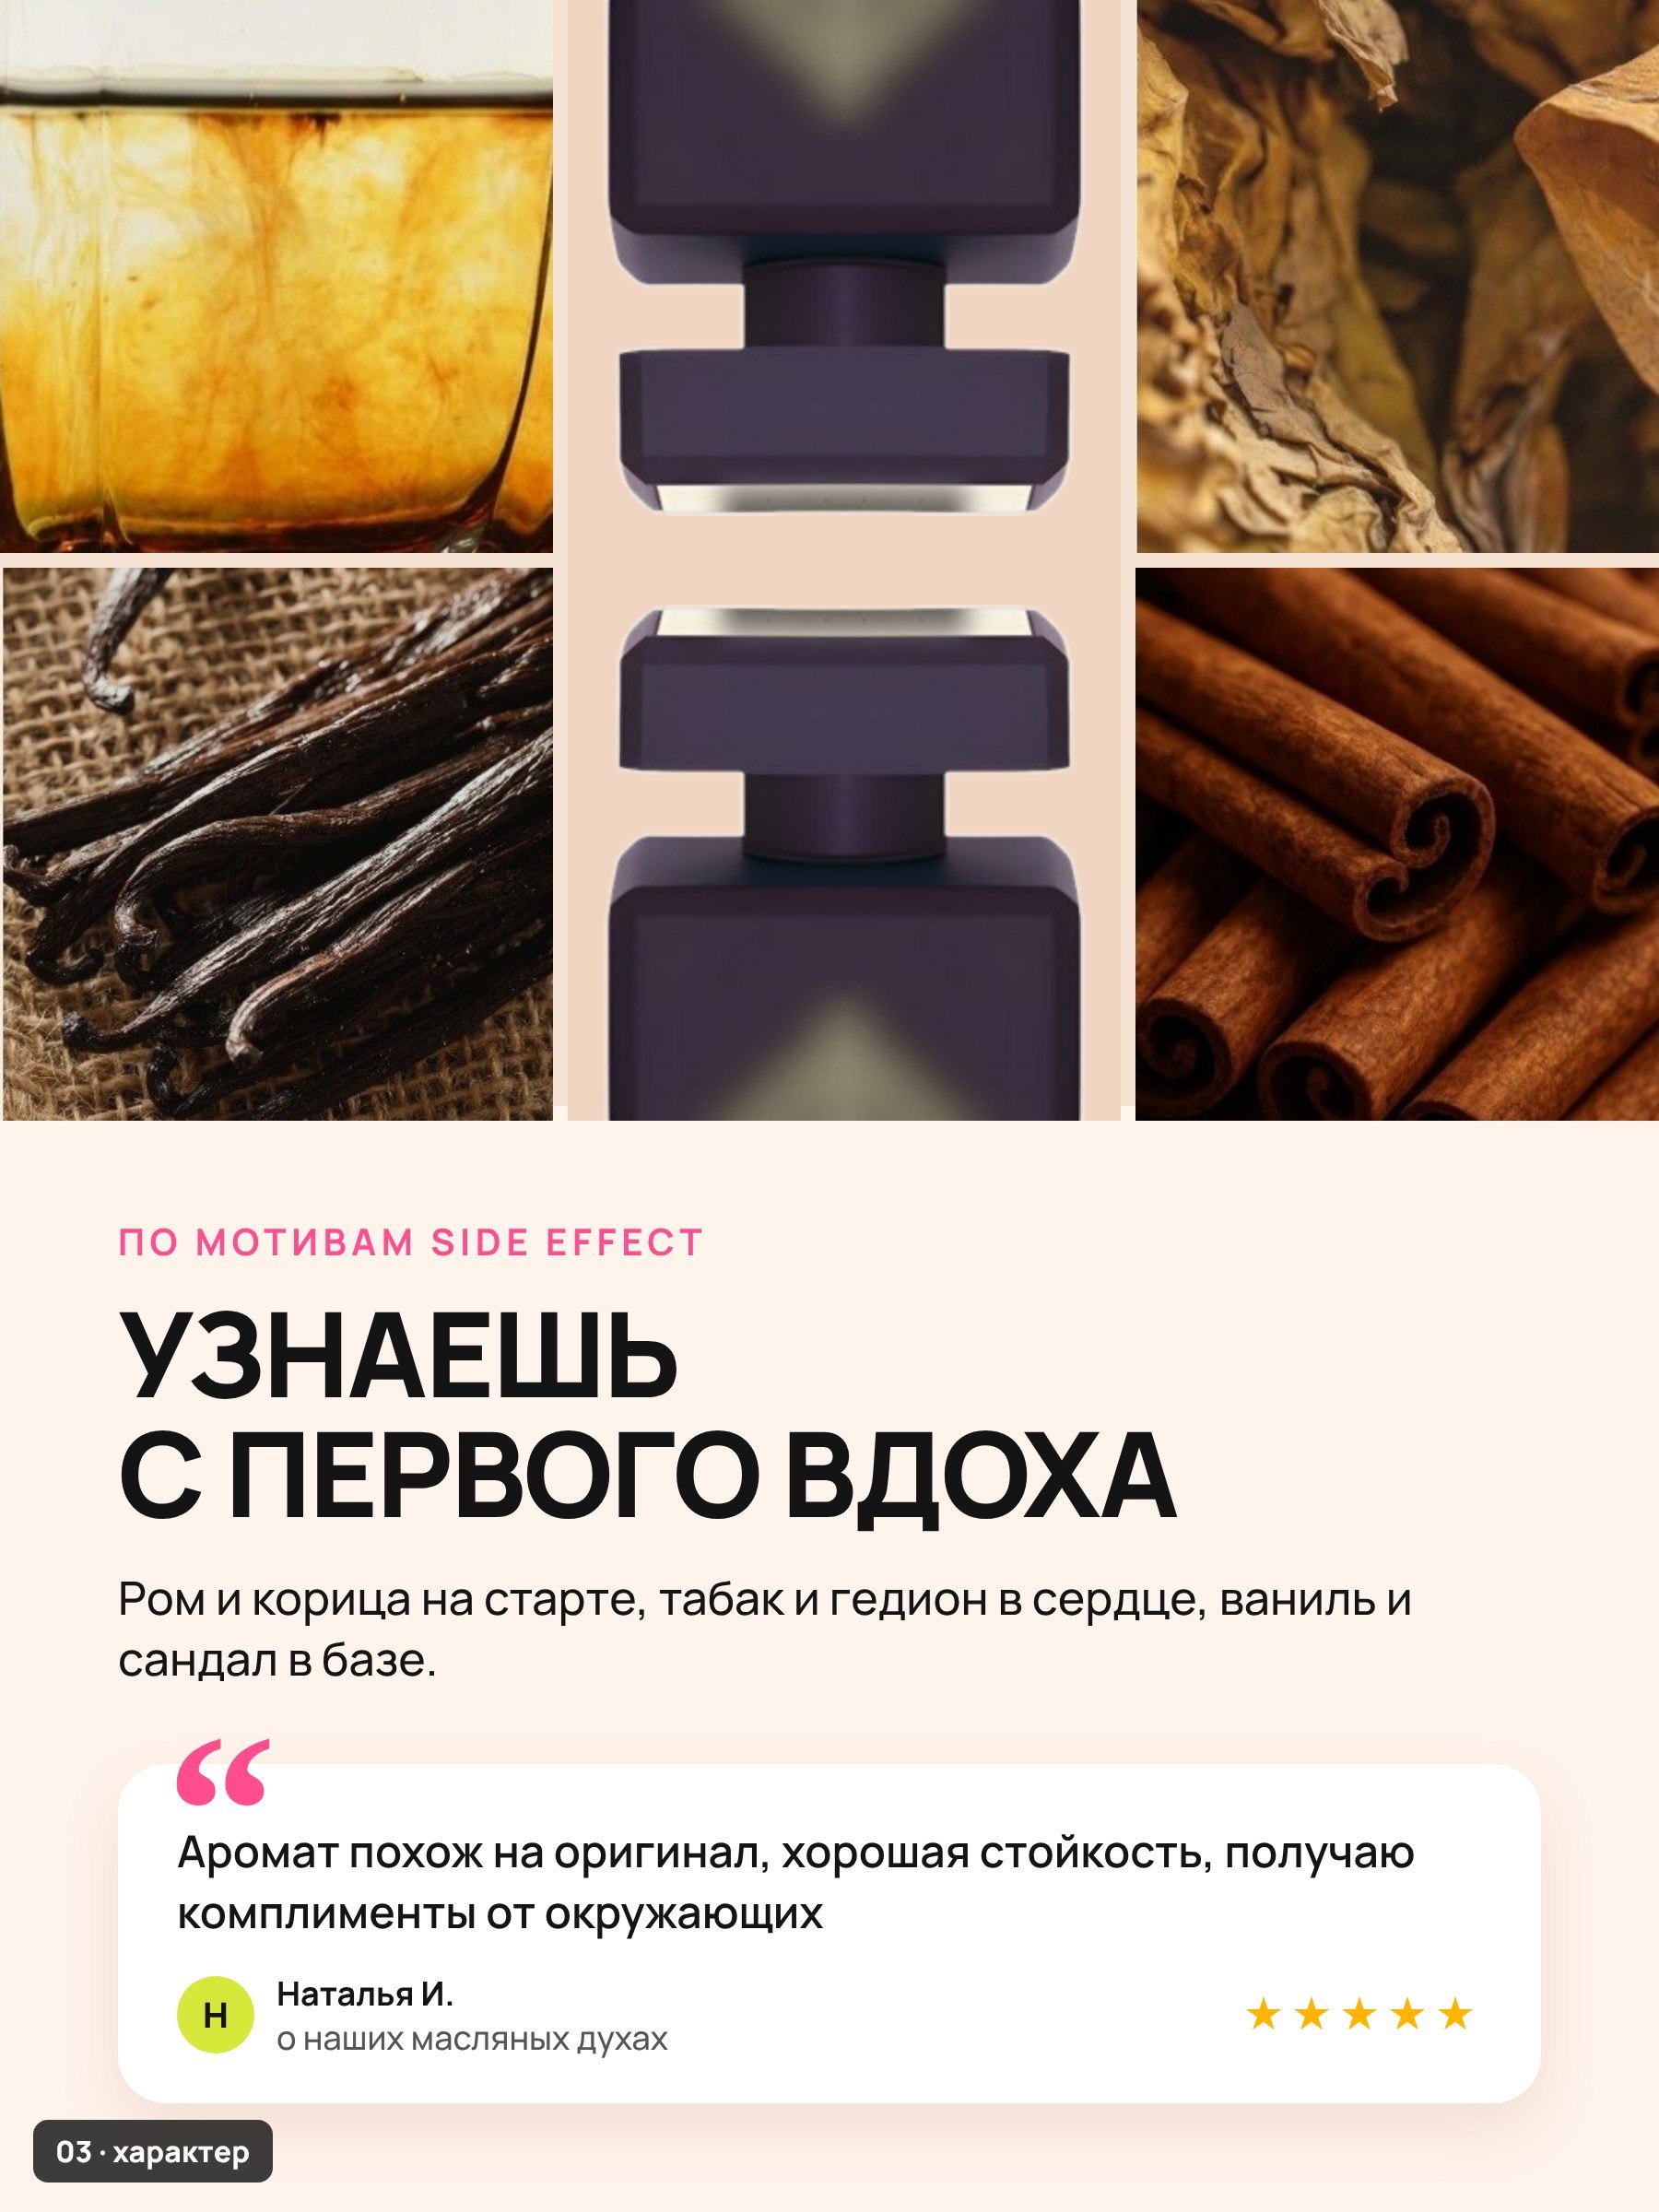 ПО МОТИВАМ SIDE EFFECT
УЗНАЕШЬ
С ПЕРВОГО ВДОХА
Ром и корица на старте, табак и гедион в сердце, ваниль и
сандал в базе.
“
Аромат похож на оригинал, хорошая стойкость, получаю
комплименты от окружающих
Н
Наталья И.
о наших масляных духах
★★★★★
03 · характер